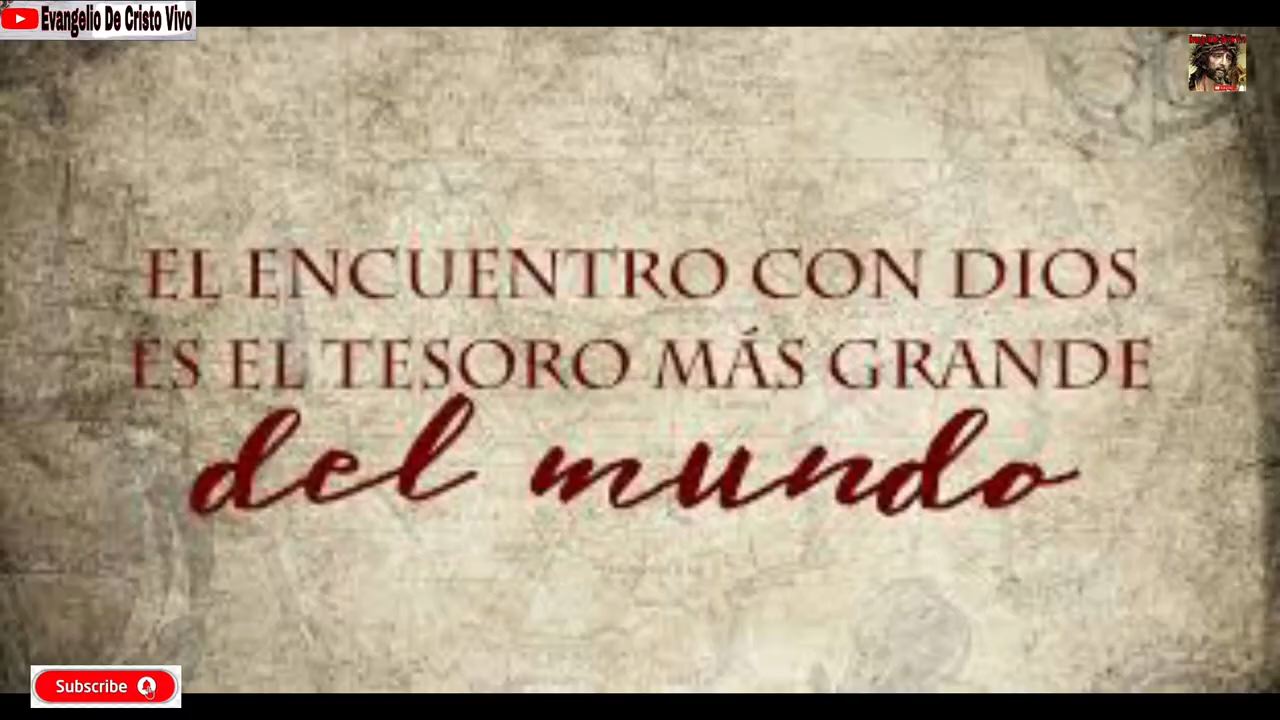 Evangelio De Cristo Vivo
EL ENCUENTRO CON DIOS
ES EL TESORO MÁS GRANDE
del mundo
Subscribe